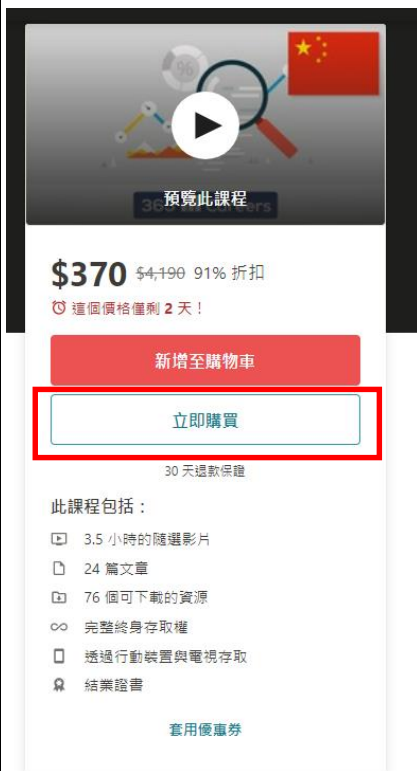 %
預覽此課程
365 Careers
$370 $4,190 91% 折扣
這個價格僅剩 2 天！
新增至購物車
立即購買
30 天退款保證
此課程包括：
3.5 小時的隨選影片
24 篇文章
76 個可下載的資源
完整終身存取權
透過行動裝置與電視存取
結業證書
套用優惠券